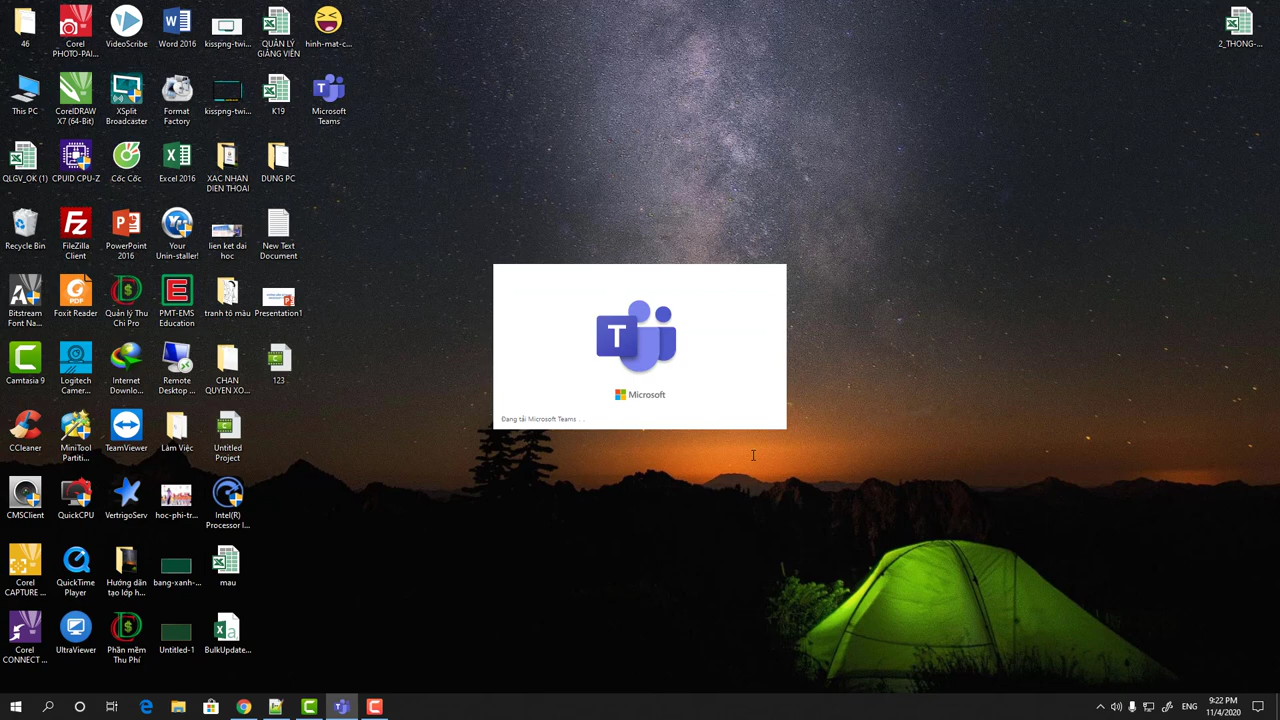 46
Corel
PHOTO-PAI...
VideoScribe
Word 2016
kisspng-twi...
QUẢN LÝ
GIẢNG VIÊN
hinh-mat-c...
2_THONG-...
This PC
CorelDRAW
X7 (64-Bit)
XSplit
Broadcaster
Format
Factory
kisspng-twi...
K19
Microsoft
Teams
QLGV_OK (1)
CPUID CPU-Z
Cốc Cốc
Excel 2016
XAC NHAN
DIEN THOAI
DUNG PC
Recycle Bin
FileZilla
Client
PowerPoint
2016
Your
Unin-staller!
lien ket dai
hoc
New Text
Document
Bitstream
Font Na...
Foxit Reader
Quản lý Thu
Chi Pro
PMT-EMS
Education
tranh tô màu
Presentation1
T
Microsoft
Đang tải Microsoft Teams . .
Camtasia 9
Logitech
Camer...
Internet
Downlo...
Remote
Desktop ...
CHAN
QUYEN XO...
123
CCleaner
MiniTool
Partiti...
TeamViewer
Làm Việc
Untitled
Project
CMSClient
QuickCPU
VertrigoServ
hoc-phi-tr...
Intel(R)
Processor I...
Corel
CAPTURE ...
QuickTime
Player
Hướng dẫn
tạo lớp h...
bang-xanh-...
mau
Corel
CONNECT ...
UltraViewer
Phần mềm
Thu Phí
Untitled-1
BulkUpdate...
ENG
9:22 PM
11/4/2020